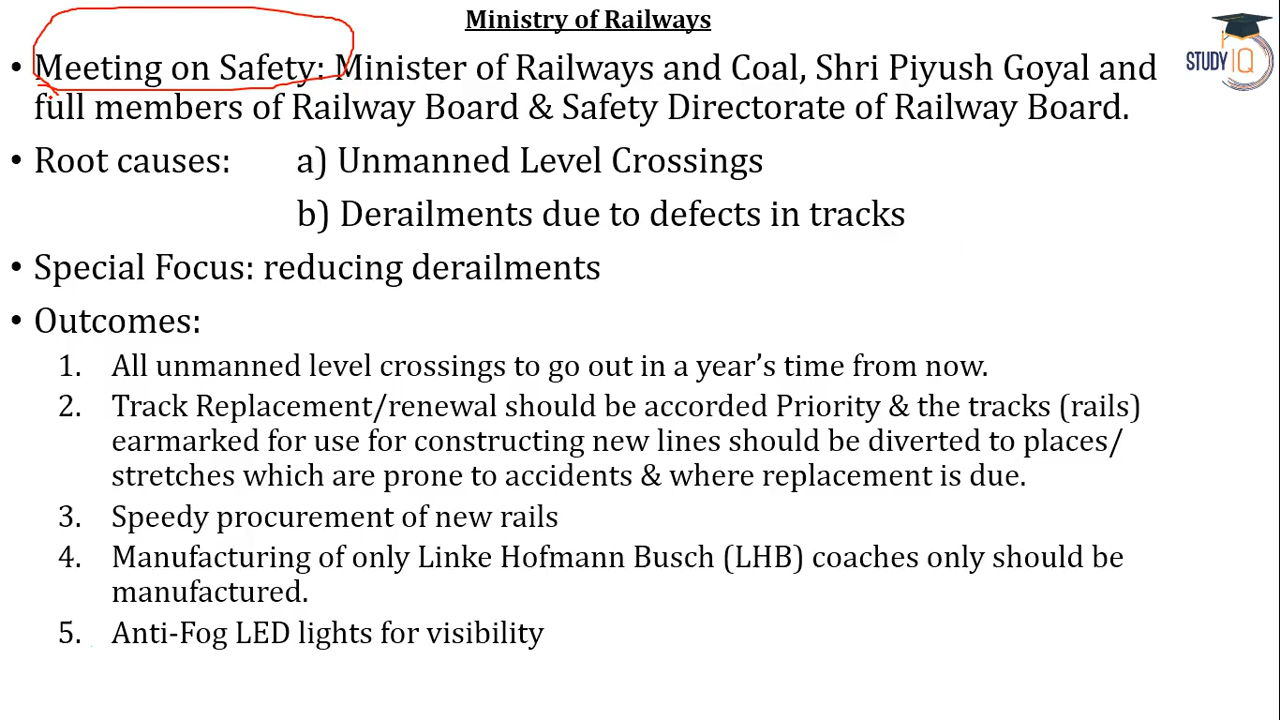 Ministry of Railways
• Meeting on Safety: Minister of Railways and Coal, Shri Piyush Goyal and
full members of Railway Board & Safety Directorate of Railway Board.
• Root causes: a) Unmanned Level Crossings
b) Derailments due to defects in tracks
• Special Focus: reducing derailments
• Outcomes:
1. All unmanned level crossings to go out in a year’s time from now.
2. Track Replacement/renewal should be accorded Priority & the tracks (rails)
earmarked for use for constructing new lines should be diverted to places/
stretches which are prone to accidents & where replacement is due.
3. Speedy procurement of new rails
4. Manufacturing of only Linke Hofmann Busch (LHB) coaches only should be
manufactured.
5. Anti-Fog LED lights for visibility
STUDY IQ